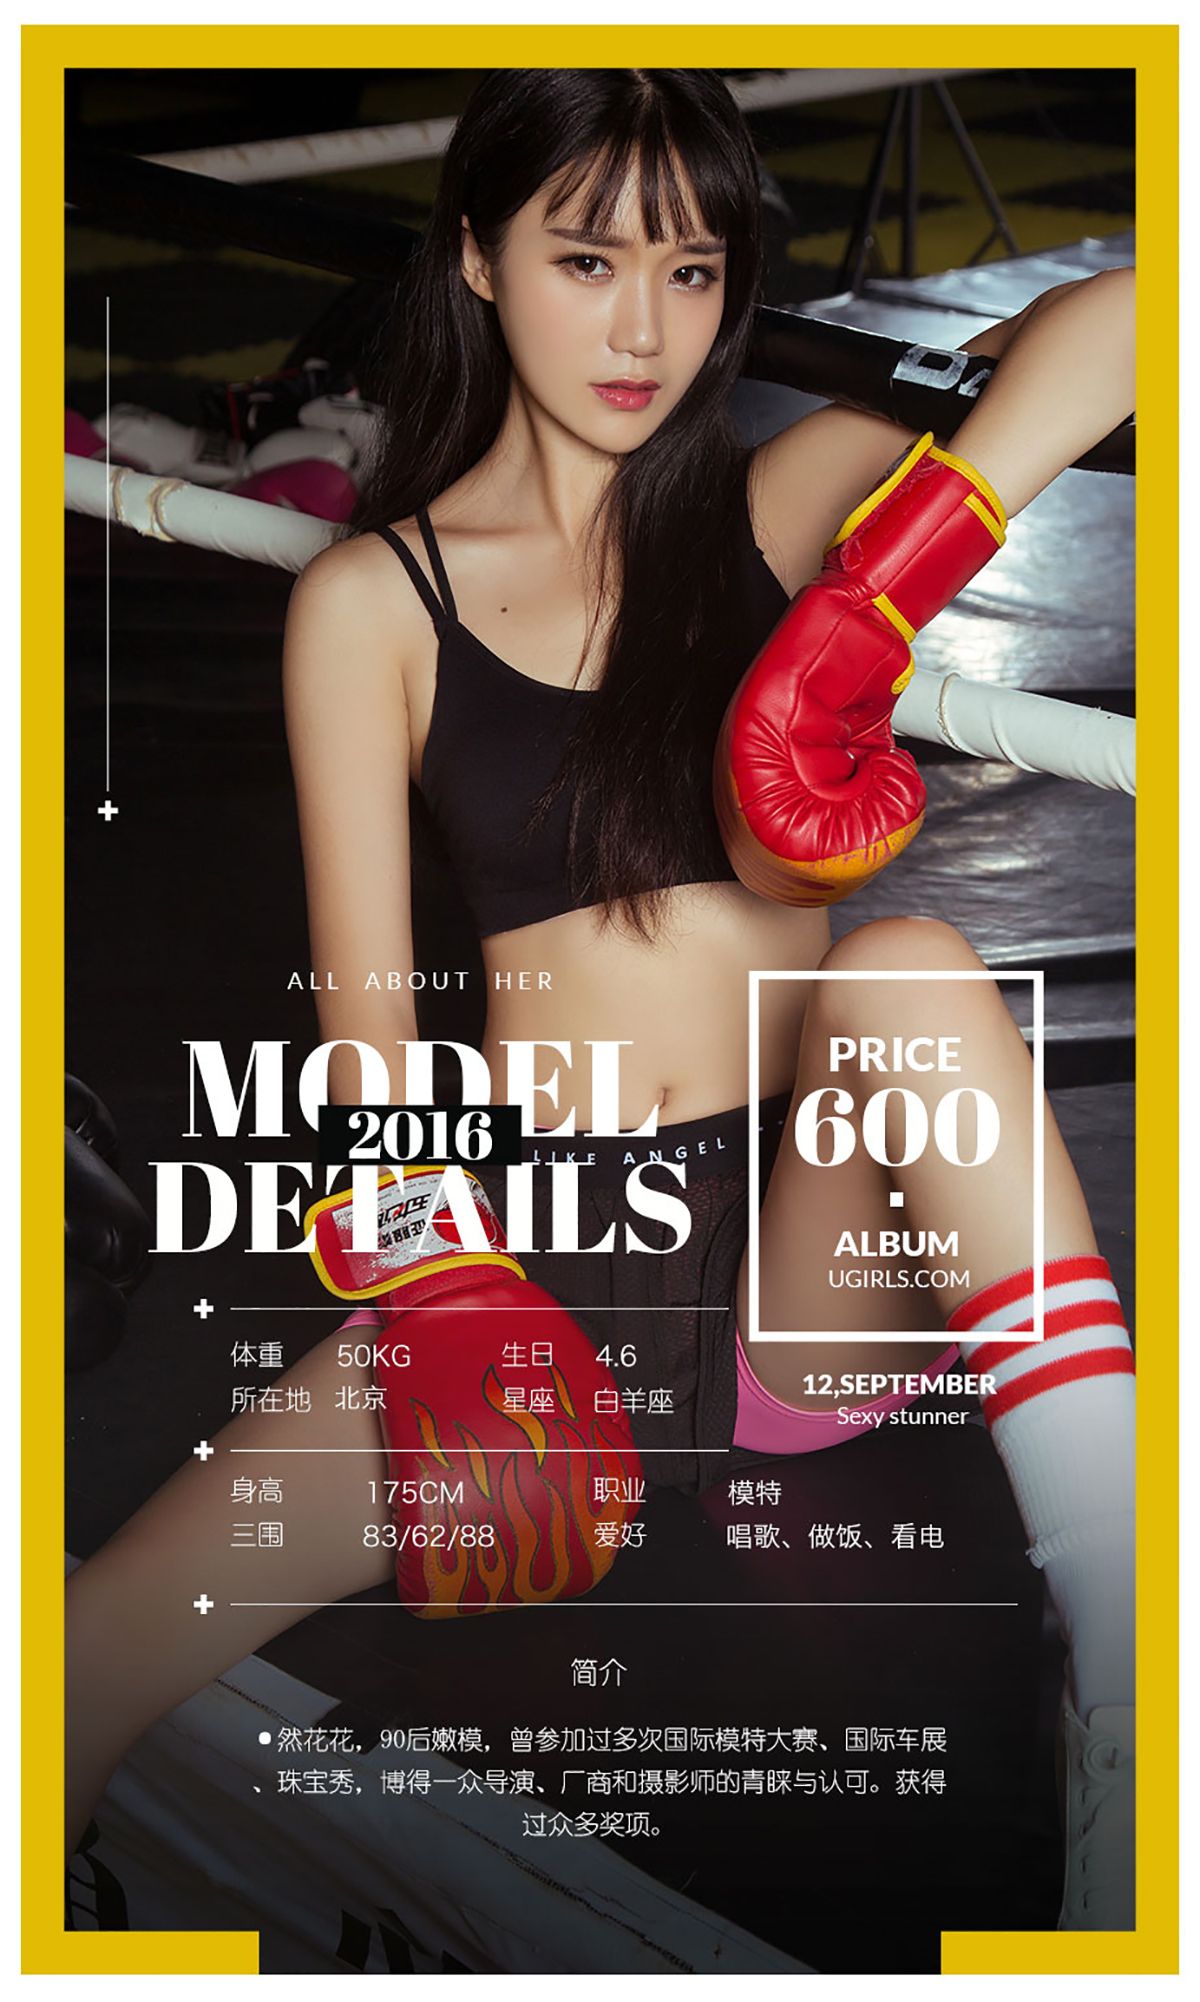 ALL ABOUT HER
MODEL
2016
LIKE ANGEL
DETAILS
PRICE
600
ALBUM
UGIRLS.COM
12,SEPTEMBER
Sexy stunner
体重 50KG 生日 4.6
所在地 北京 星座 白羊座
身高 175CM 职业 模特
三围 83/62/88 爱好 唱歌、做饭、看电
简介
●然花花，90后嫩模，曾参加过多次国际模特大赛、国际车展
、珠宝秀，博得一众导演、厂商和摄影师的青睐与认可。获得
过众多奖项。